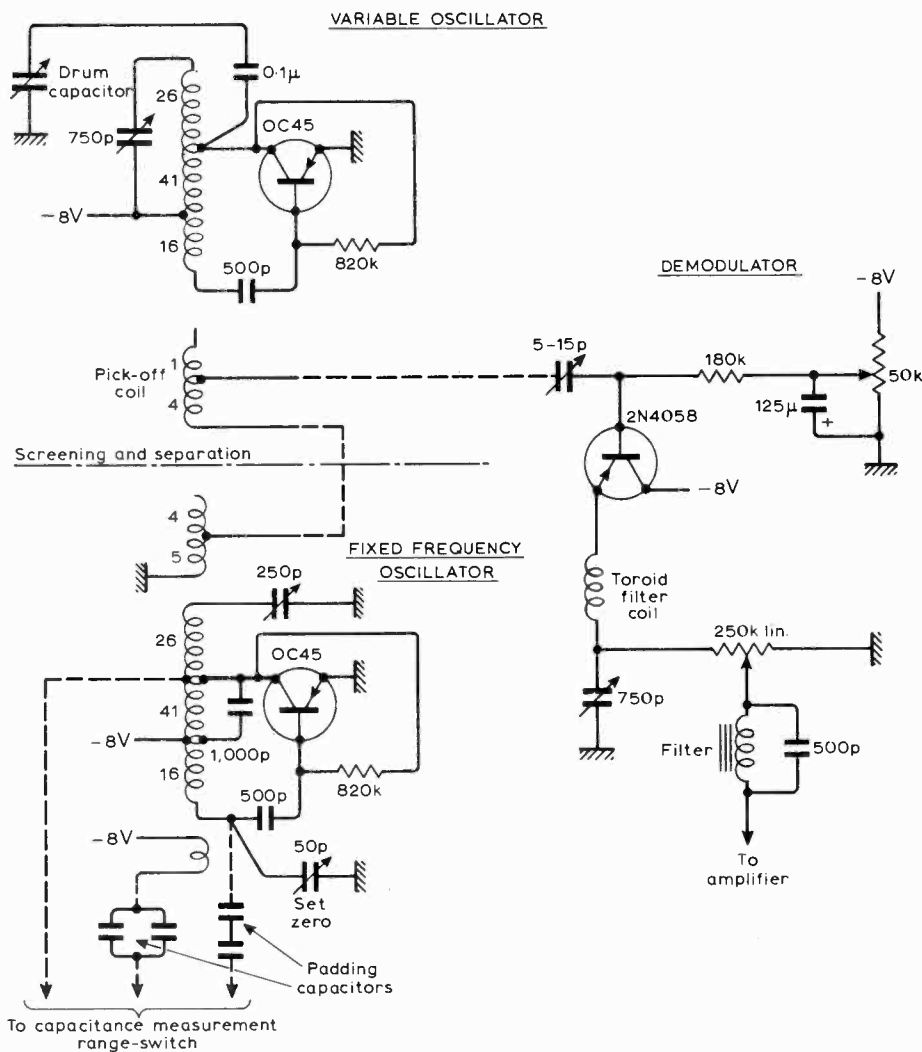 VARIABLE OSCILLATOR
Drum
capacitor
26
0·1μ
OC45
750p
41
-8V
16
500p
820k
DEMODULATOR
-8V
5-15p
180k
50k
125μ
+
2N4058
-8V
Pick-off
coil
1
4
Screening and separation
4
5
FIXED FREQUENCY
OSCILLATOR
250p
26
OC45
41
-8V
1,000p
16
500p
820k
-8V
50p
Set
zero
Padding
capacitors
To capacitance measurement
range-switch
Toroid
filter
coil
250k lin.
750p
Filter
500p
To
amplifier